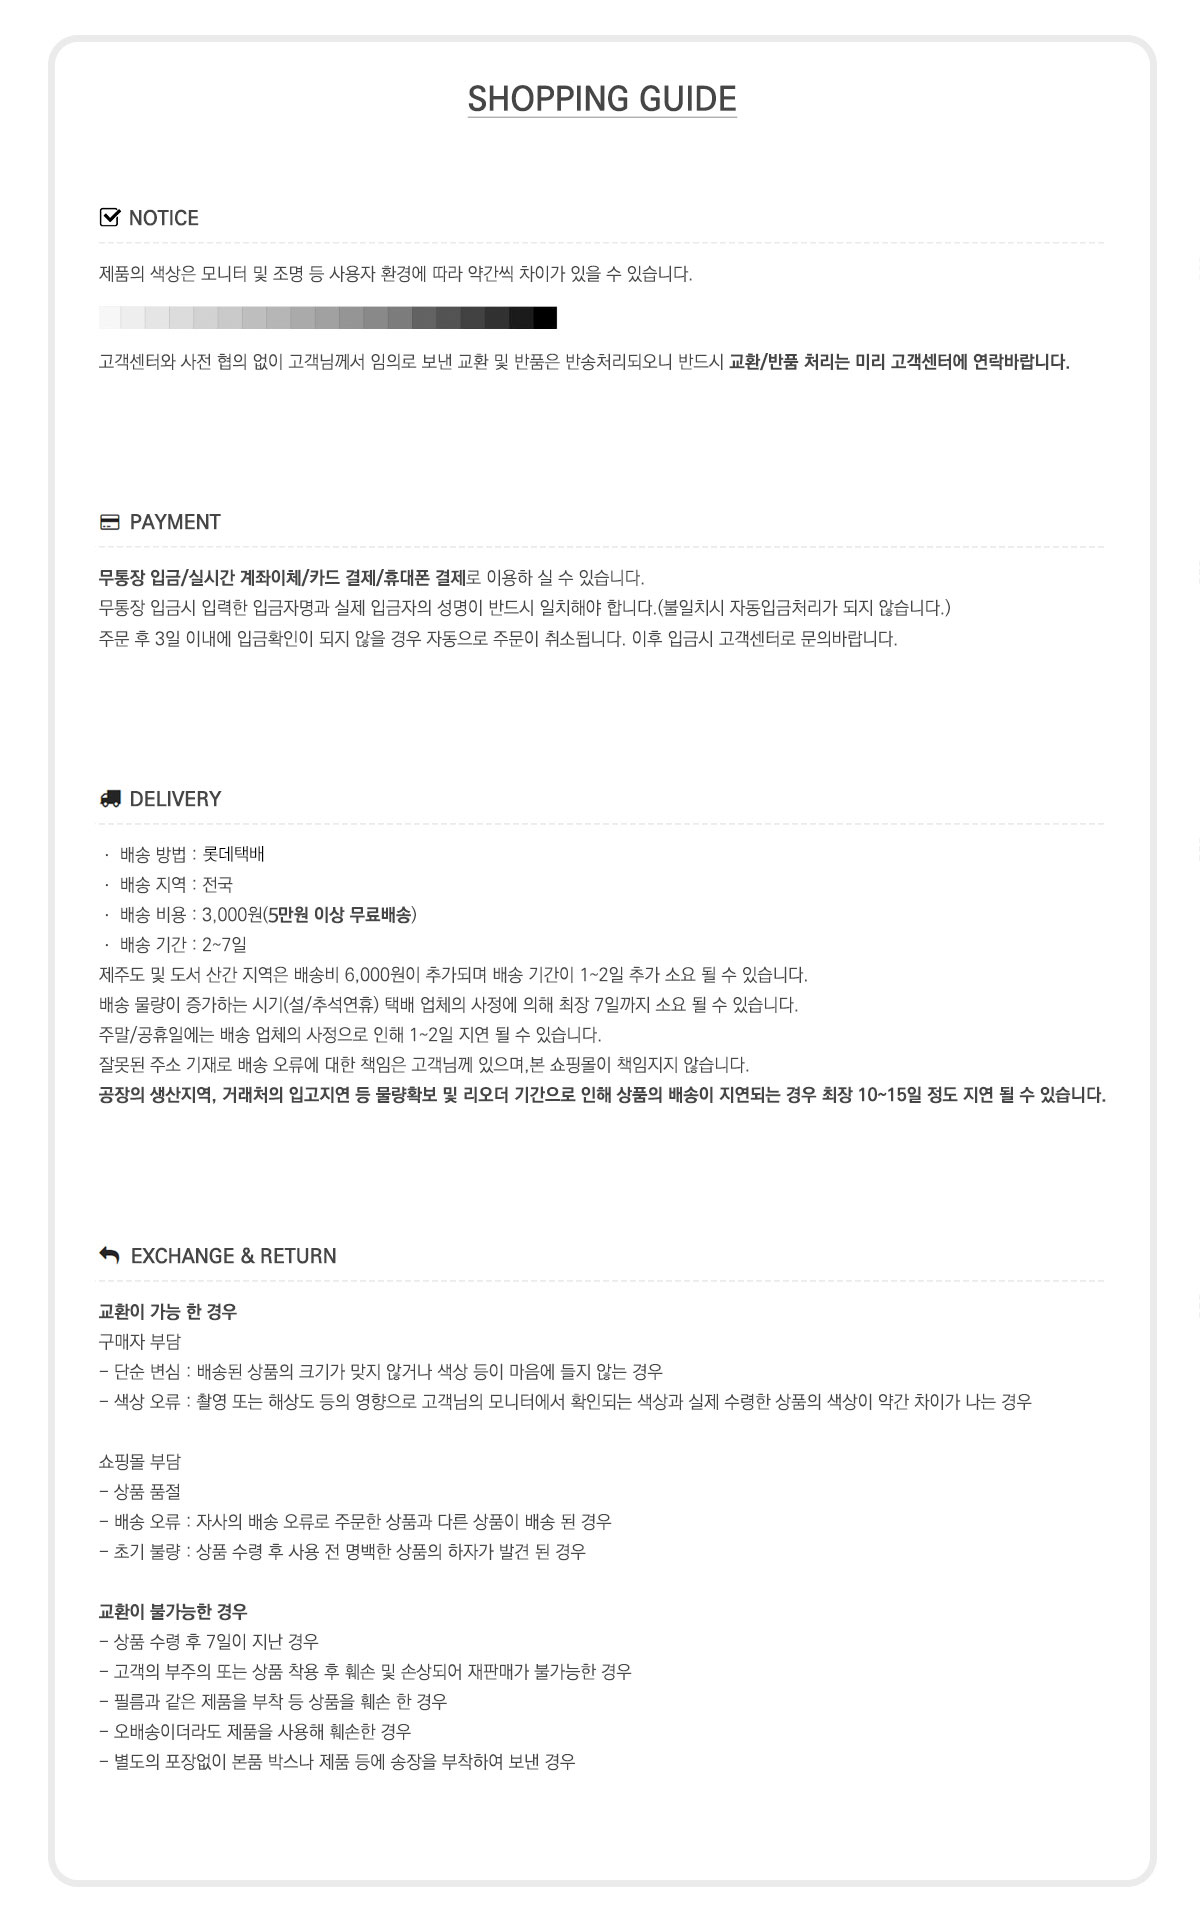 SHOPPING GUIDE
NOTICE
제품의 색상은 모니터 및 조명 등 사용자 환경에 따라 약간씩 차이가 있을 수 있습니다.
고객센터와 사전 협의 없이 고객님께서 임의로 보낸 교환 및 반품은 반송처리되오니 반드시 교환/반품 처리는 미리 고객센터에 연락바랍니다.
PAYMENT
무통장 입금/실시간 계좌이체/카드 결제/휴대폰 결제로 이용하 실 수 있습니다.
무통장 입금시 입력한 입금자명과 실제 입금자의 성명이 반드시 일치해야 합니다.(불일치시 자동입금처리가 되지 않습니다.)
주문 후 3일 이내에 입금확인이 되지 않을 경우 자동으로 주문이 취소됩니다. 이후 입금시 고객센터로 문의바랍니다.
DELIVERY
· 배송 방법 : 롯데택배
· 배송 지역 : 전국
· 배송 비용 : 3,000원(5만원 이상 무료배송)
· 배송 기간 : 2~7일
제주도 및 도서 산간 지역은 배송비 6,000원이 추가되며 배송 기간이 1~2일 추가 소요 될 수 있습니다.
배송 물량이 증가하는 시기(설/추석연휴) 택배 업체의 사정에 의해 최장 7일까지 소요 될 수 있습니다.
주말/공휴일에는 배송 업체의 사정으로 인해 1~2일 지연 될 수 있습니다.
잘못된 주소 기재로 배송 오류에 대한 책임은 고객님께 있으며,본 쇼핑몰이 책임지지 않습니다.
공장의 생산지역, 거래처의 입고지연 등 물량확보 및 리오더 기간으로 인해 상품의 배송이 지연되는 경우 최장 10~15일 정도 지연 될 수 있습니다.
EXCHANGE & RETURN
교환이 가능 한 경우
구매자 부담
- 단순 변심 : 배송된 상품의 크기가 맞지 않거나 색상 등이 마음에 들지 않는 경우
- 색상 오류 : 촬영 또는 해상도 등의 영향으로 고객님의 모니터에서 확인되는 색상과 실제 수령한 상품의 색상이 약간 차이가 나는 경우
쇼핑몰 부담
- 상품 품절
- 배송 오류 : 자사의 배송 오류로 주문한 상품과 다른 상품이 배송 된 경우
- 초기 불량 : 상품 수령 후 사용 전 명백한 상품의 하자가 발견 된 경우
교환이 불가능한 경우
- 상품 수령 후 7일이 지난 경우
- 고객의 부주의 또는 상품 착용 후 훼손 및 손상되어 재판매가 불가능한 경우
- 필름과 같은 제품을 부착 등 상품을 훼손 한 경우
- 오배송이더라도 제품을 사용해 훼손한 경우
- 별도의 포장없이 본품 박스나 제품 등에 송장을 부착하여 보낸 경우